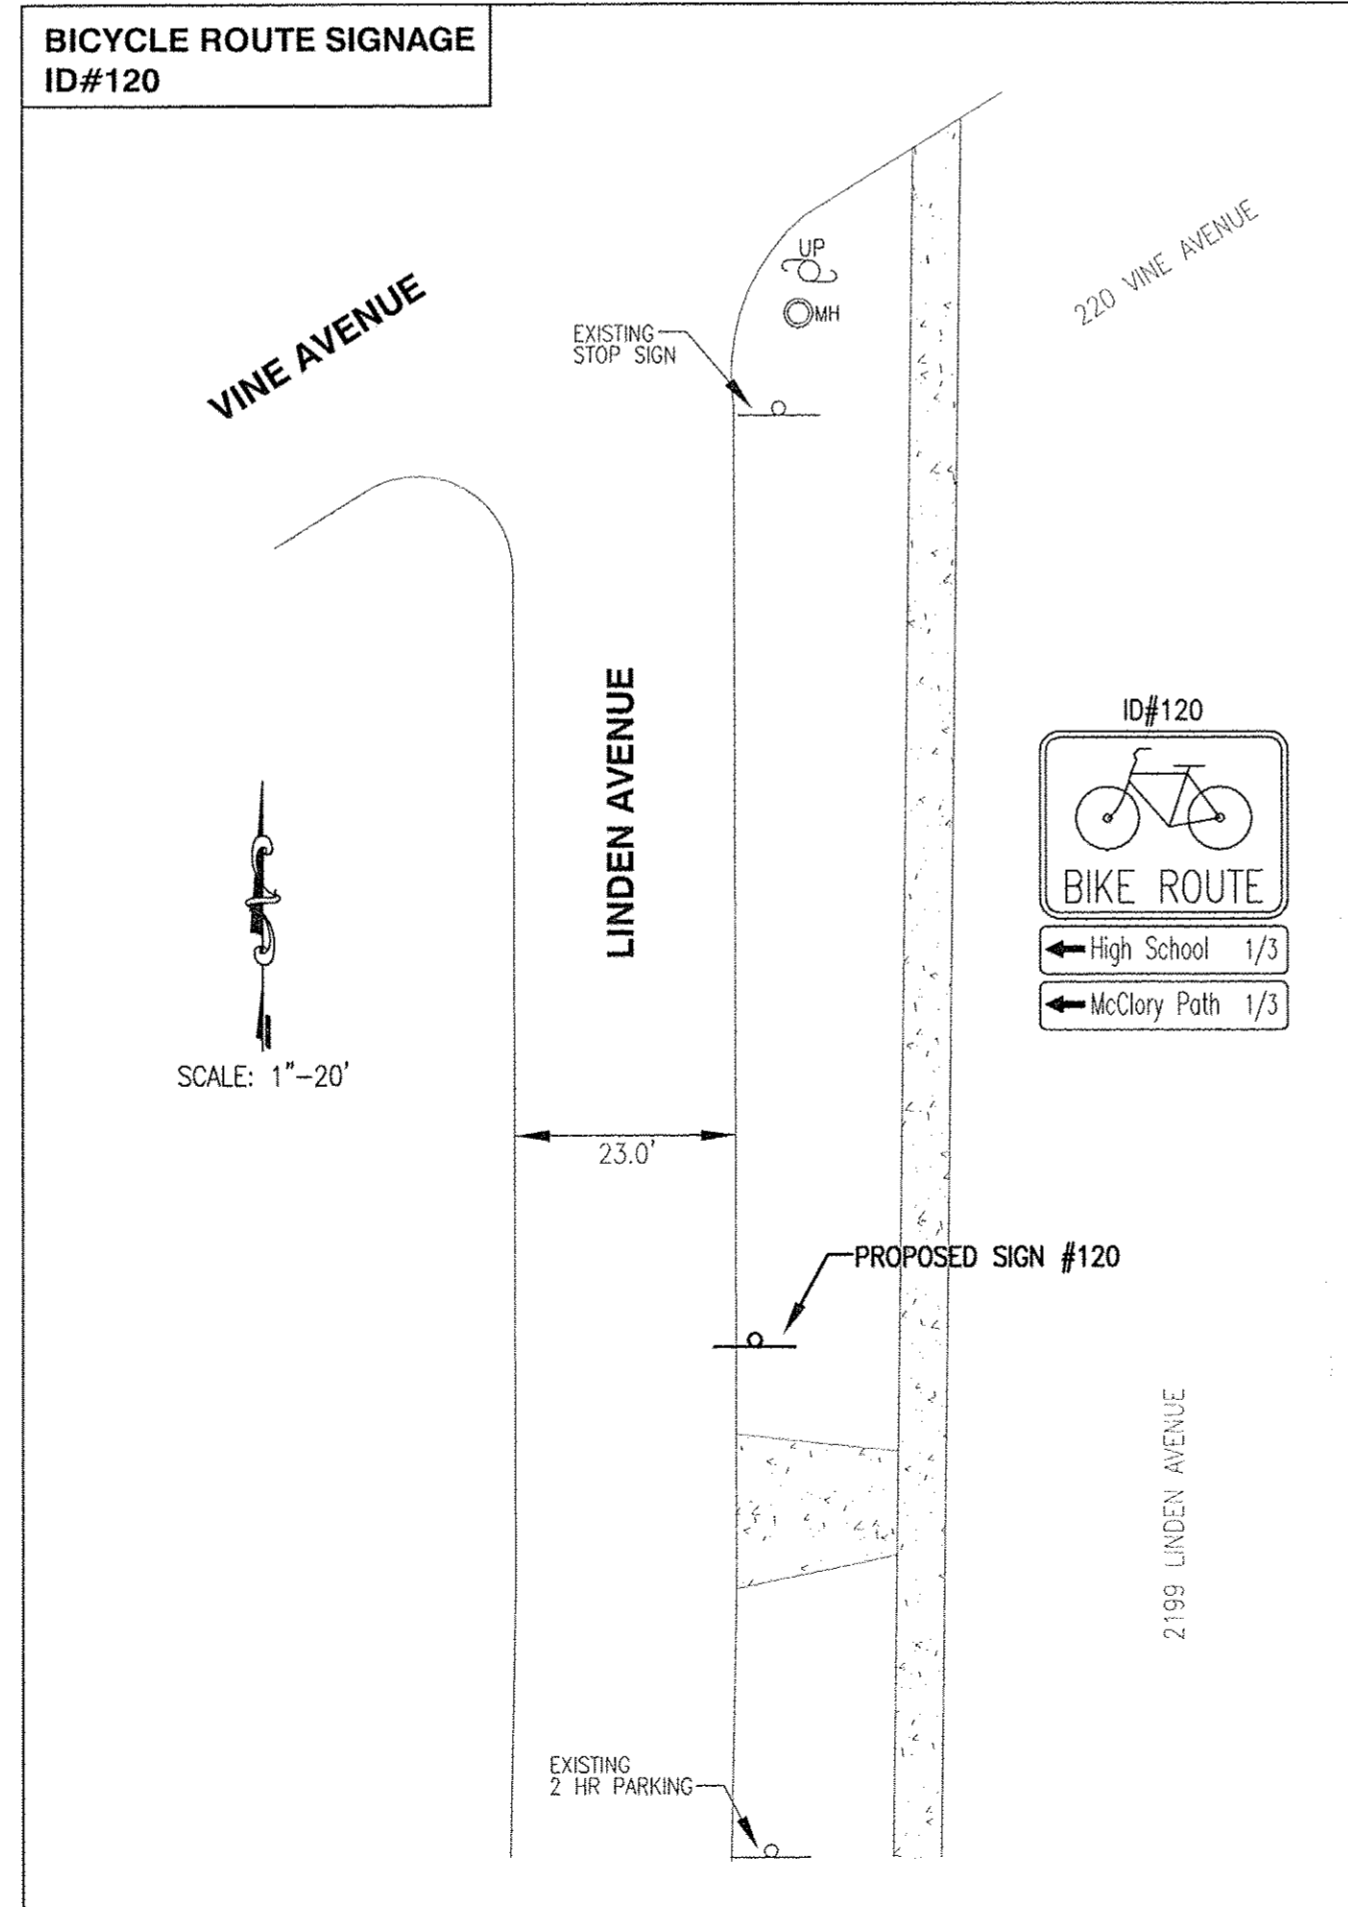 BICYCLE ROUTE SIGNAGE
ID#120
UP
MH
220 VINE AVENUE
VINE AVENUE
EXISTING
STOP SIGN
LINDEN AVENUE
ID#120
BIKE ROUTE
High School 1/3
McClory Path 1/3
SCALE: 1"-20'
23.0'
PROPOSED SIGN #120
2199 LINDEN AVENUE
EXISTING
2 HR PARKING